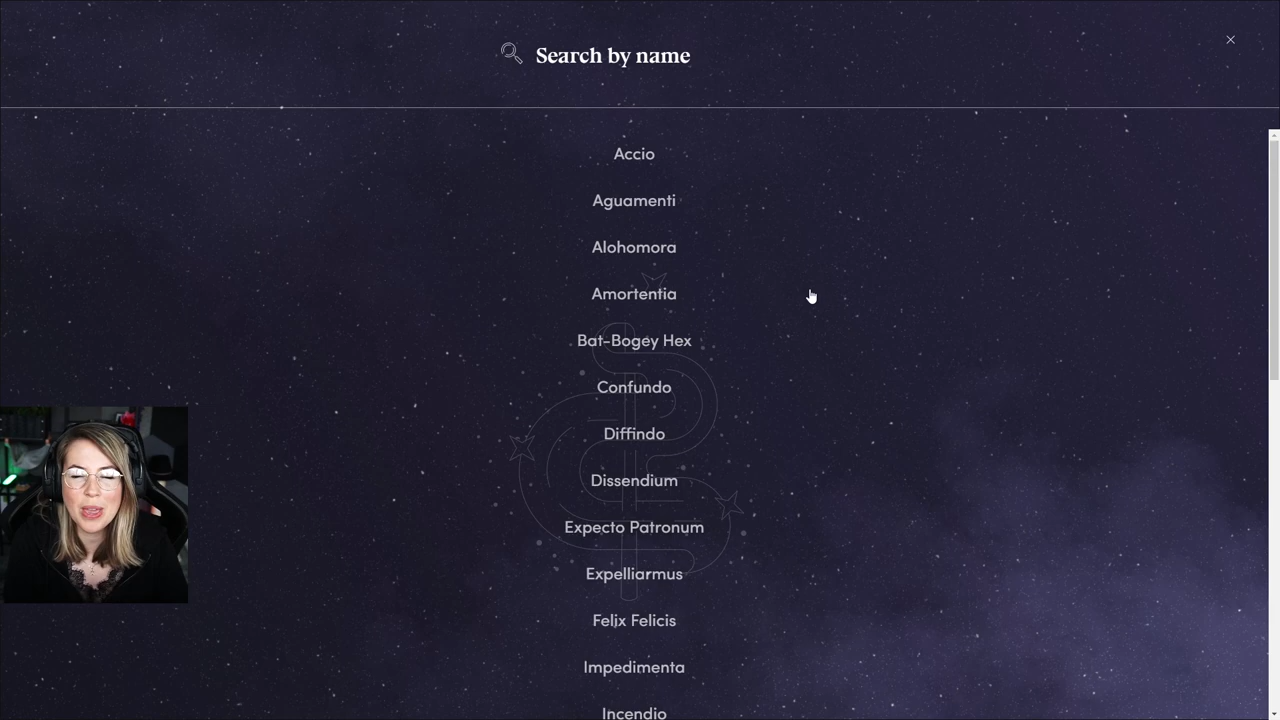 Search by name
Accio
Aguamenti
Alohomora
Amortentia
Bat-Bogey Hex
Confundo
Diffindo
Dissendium
Expecto Patronum
Expelliarmus
Felix Felicis
Impedimenta
Incendio